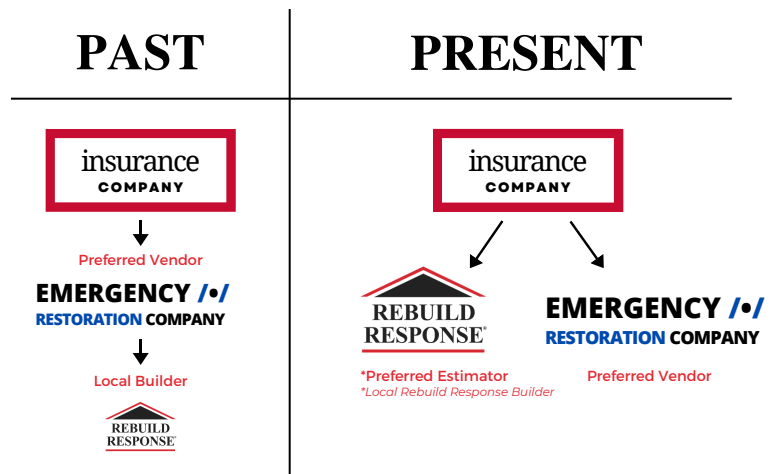 PAST
insurance
COMPANY
Preferred Vendor
EMERGENCY /•/
RESTORATION COMPANY
Local Builder
REBUILD
RESPONSE®
PRESENT
insurance
COMPANY
REBUILD
RESPONSE®
*Preferred Estimator
*Local Rebuild Response Builder
EMERGENCY /•/
RESTORATION COMPANY
Preferred Vendor